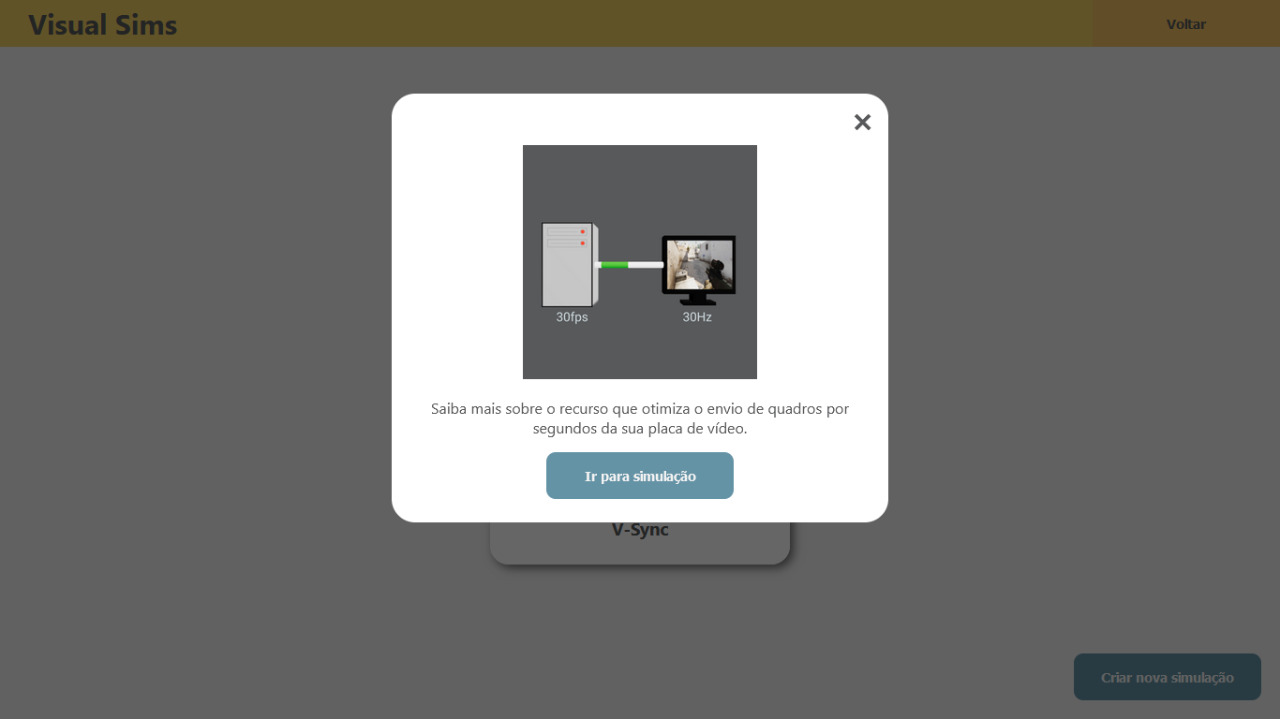 Visual Sims
Voltar
×
30fps
30Hz
Saiba mais sobre o recurso que otimiza o envio de quadros por
segundos da sua placa de vídeo.
Ir para simulação
V-Sync
Criar nova simulação